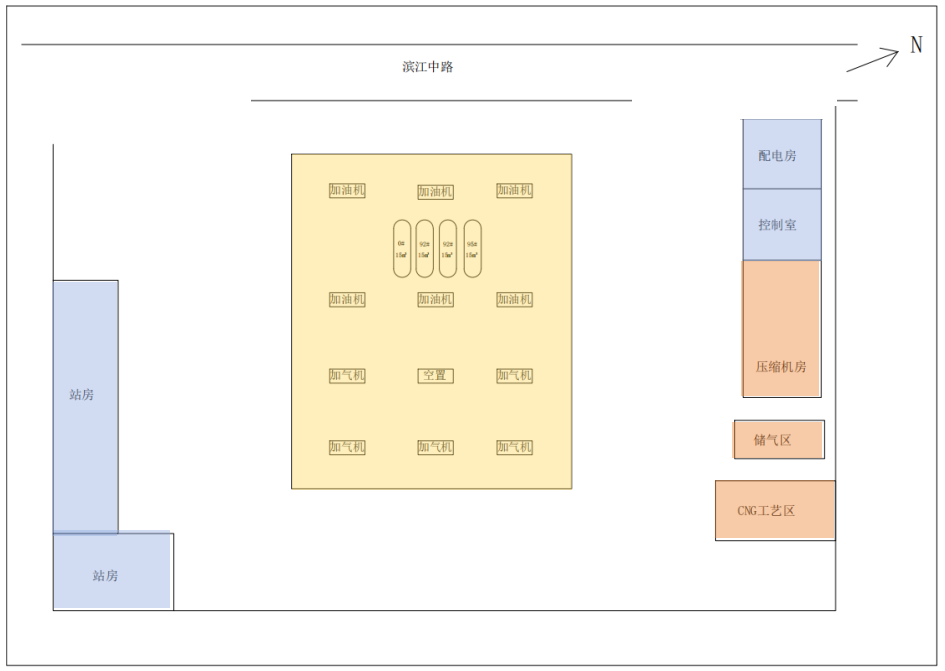 N
滨江中路
配电房
加油机 加油机 加油机
控制室
0# 92# 92# 95#
15㎥ 15㎥ 15㎥ 15㎥
加油机 加油机 加油机
压缩机房
加气机 空置 加气机
站房
储气区
加气机 加气机 加气机
CNG工艺区
站房